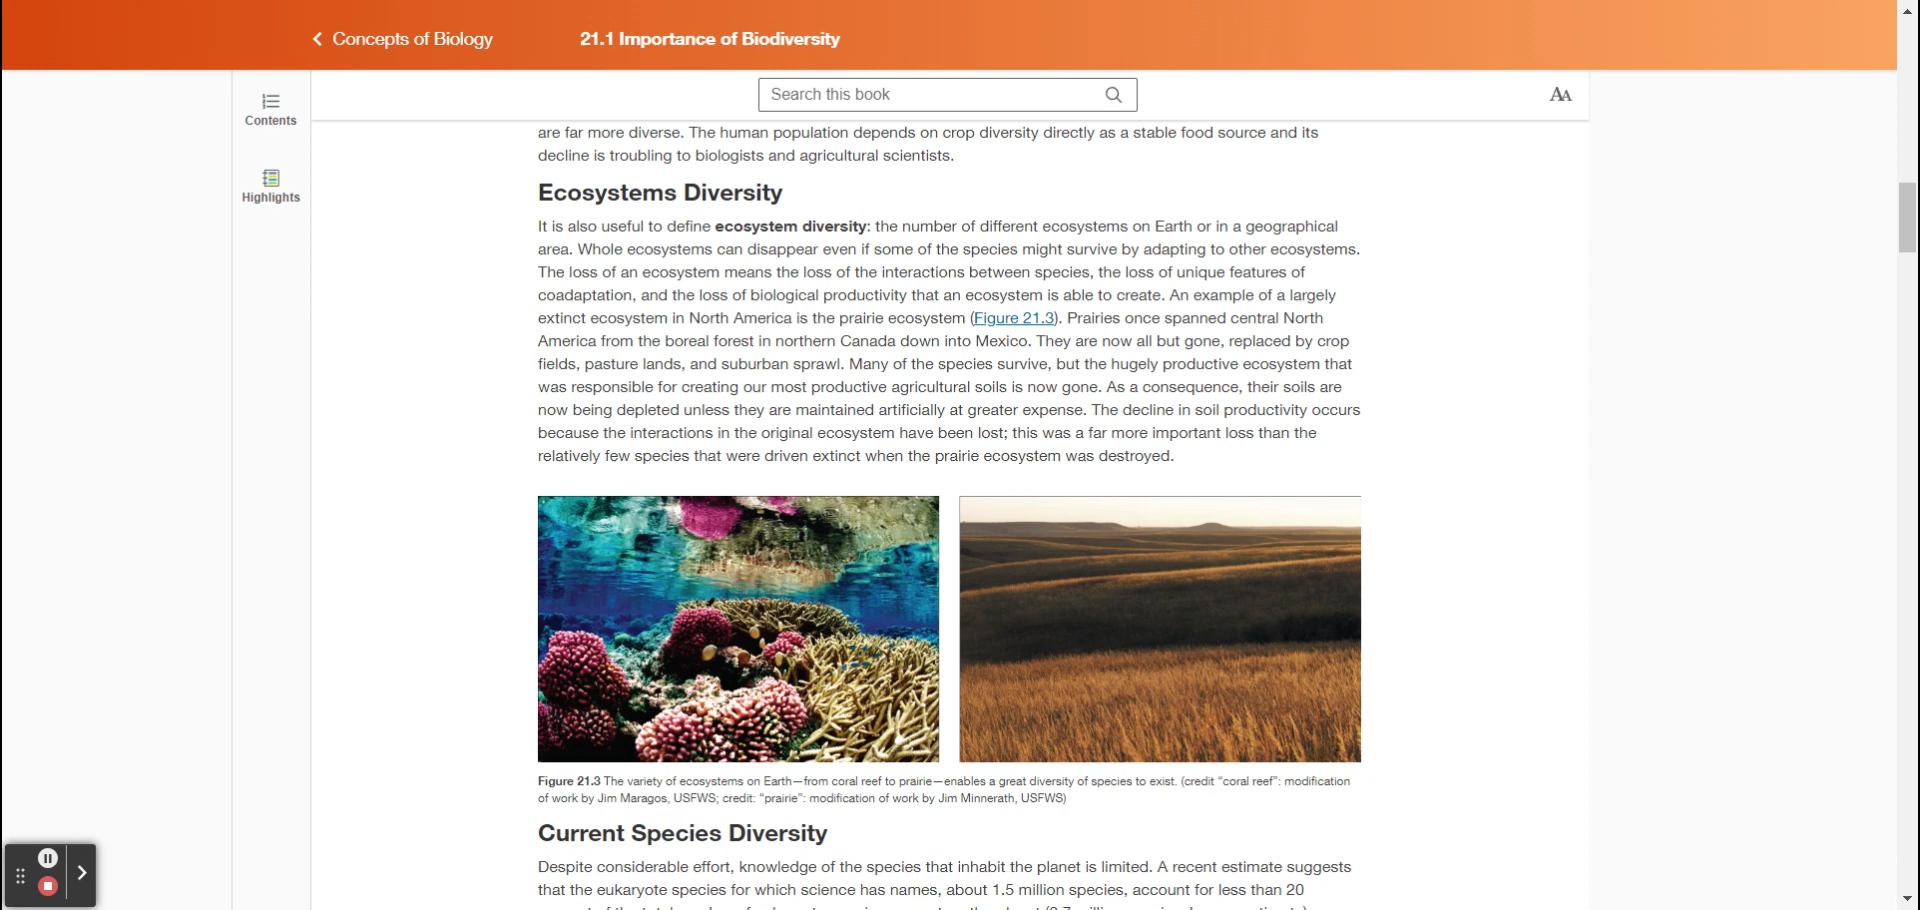 Concepts of Biology
21.1 Importance of Biodiversity
Contents
Highlights
Search this book
AA
are far more diverse. The human population depends on crop diversity directly as a stable food source and its
decline is troubling to biologists and agricultural scientists.
Ecosystems Diversity
It is also useful to define ecosystem diversity: the number of different ecosystems on Earth or in a geographical
area. Whole ecosystems can disappear even if some of the species might survive by adapting to other ecosystems.
The loss of an ecosystem means the loss of the interactions between species, the loss of unique features of
coadaptation, and the loss of biological productivity that an ecosystem is able to create. An example of a largely
extinct ecosystem in North America is the prairie ecosystem (Figure 21.3). Prairies once spanned central North
America from the boreal forest in northern Canada down into Mexico. They are now all but gone, replaced by crop
fields, pasture lands, and suburban sprawl. Many of the species survive, but the hugely productive ecosystem that
was responsible for creating our most productive agricultural soils is now gone. As a consequence, their soils are
now being depleted unless they are maintained artificially at greater expense. The decline in soil productivity occurs
because the interactions in the original ecosystem have been lost; this was a far more important loss than the
relatively few species that were driven extinct when the prairie ecosystem was destroyed.
Figure 21.3 The variety of ecosystems on Earth—from coral reef to prairie—enables a great diversity of species to exist. (credit “coral reef”: modification
of work by Jim Maragos, USFWS; credit: “prairie”: modification of work by Jim Minnerath, USFWS)
Current Species Diversity
Despite considerable effort, knowledge of the species that inhabit the planet is limited. A recent estimate suggests
that the eukaryote species for which science has names, about 1.5 million species, account for less than 20